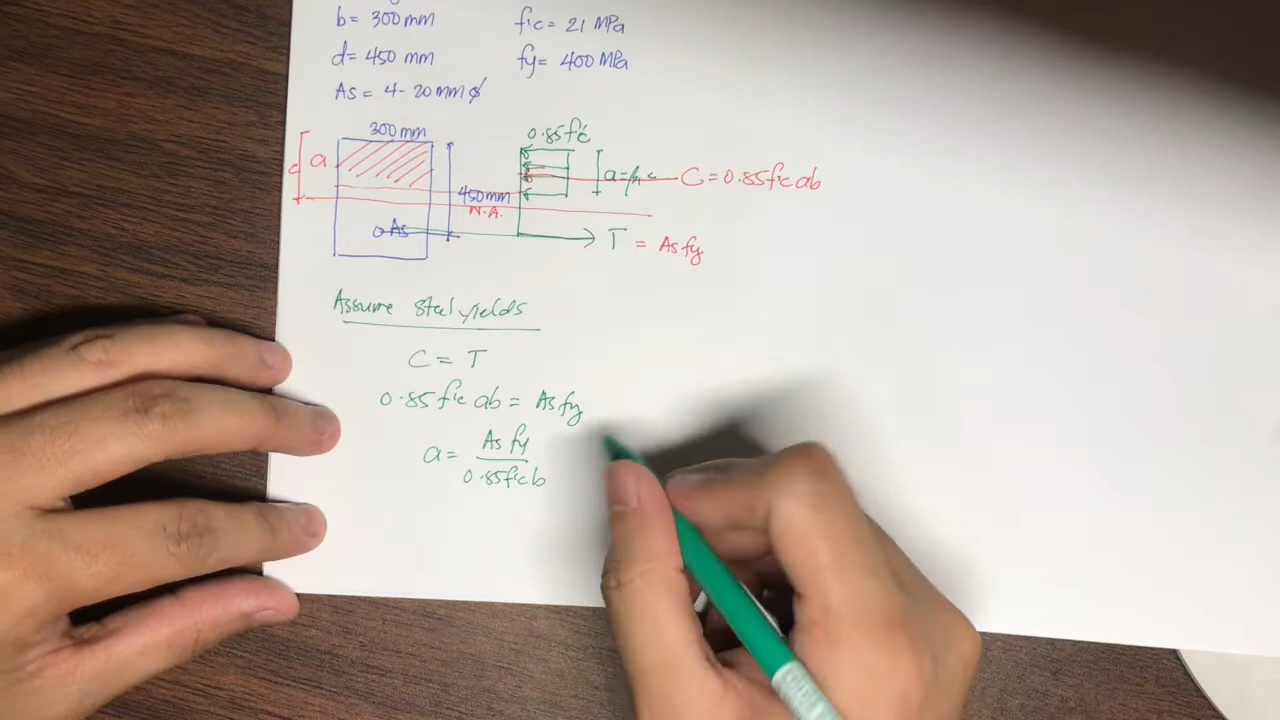 b = 300 mm
f'c = 21 MPa
d = 450 mm
fy = 400 MPa
As = 4- 20 mm ϕ
300 mm
0.85f'c
a
c
450mm
a = β₁c
C = 0.85f'c ab
N.A.
As
T = As fy
Assume steel yields
C = T
0.85 f'c ab = As fy
a = As fy
0.85f'c b